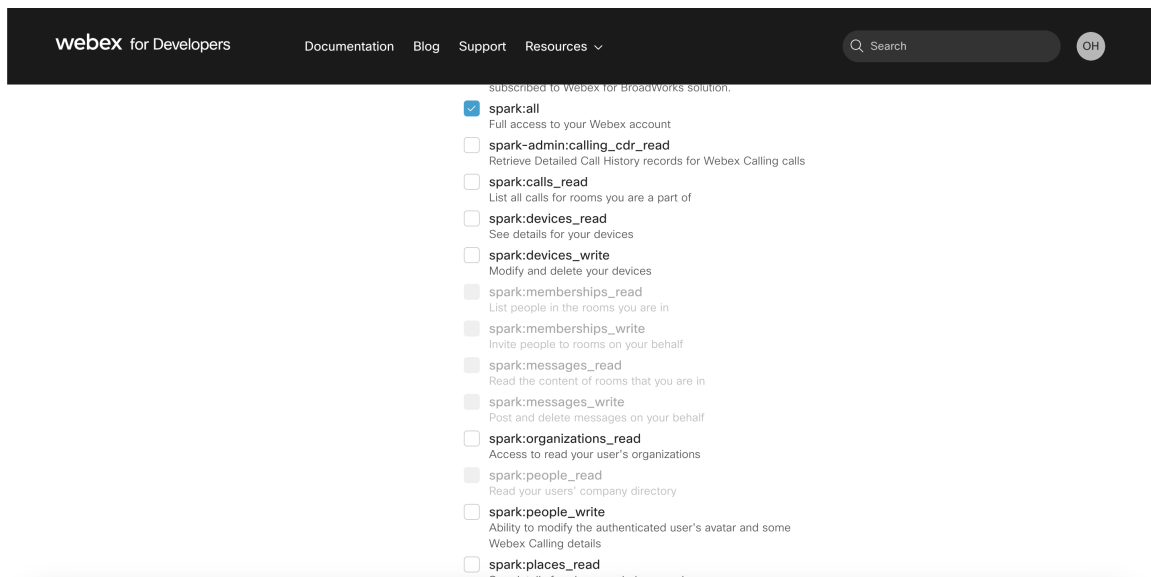 webex for Developers
Documentation Blog Support Resources
Search
OH
subscribed to Webex for BroadWorks solution.
spark:all
Full access to your Webex account
spark-admin:calling_cdr_read
Retrieve Detailed Call History records for Webex Calling calls
spark:calls_read
List all calls for rooms you are a part of
spark:devices_read
See details for your devices
spark:devices_write
Modify and delete your devices
spark:memberships_read
List people in the rooms you are in
spark:memberships_write
Invite people to rooms on your behalf
spark:messages_read
Read the content of rooms that you are in
spark:messages_write
Post and delete messages on your behalf
spark:organizations_read
Access to read your user's organizations
spark:people_read
Read your users' company directory
spark:people_write
Ability to modify the authenticated user's avatar and some
Webex Calling details
spark:places_read